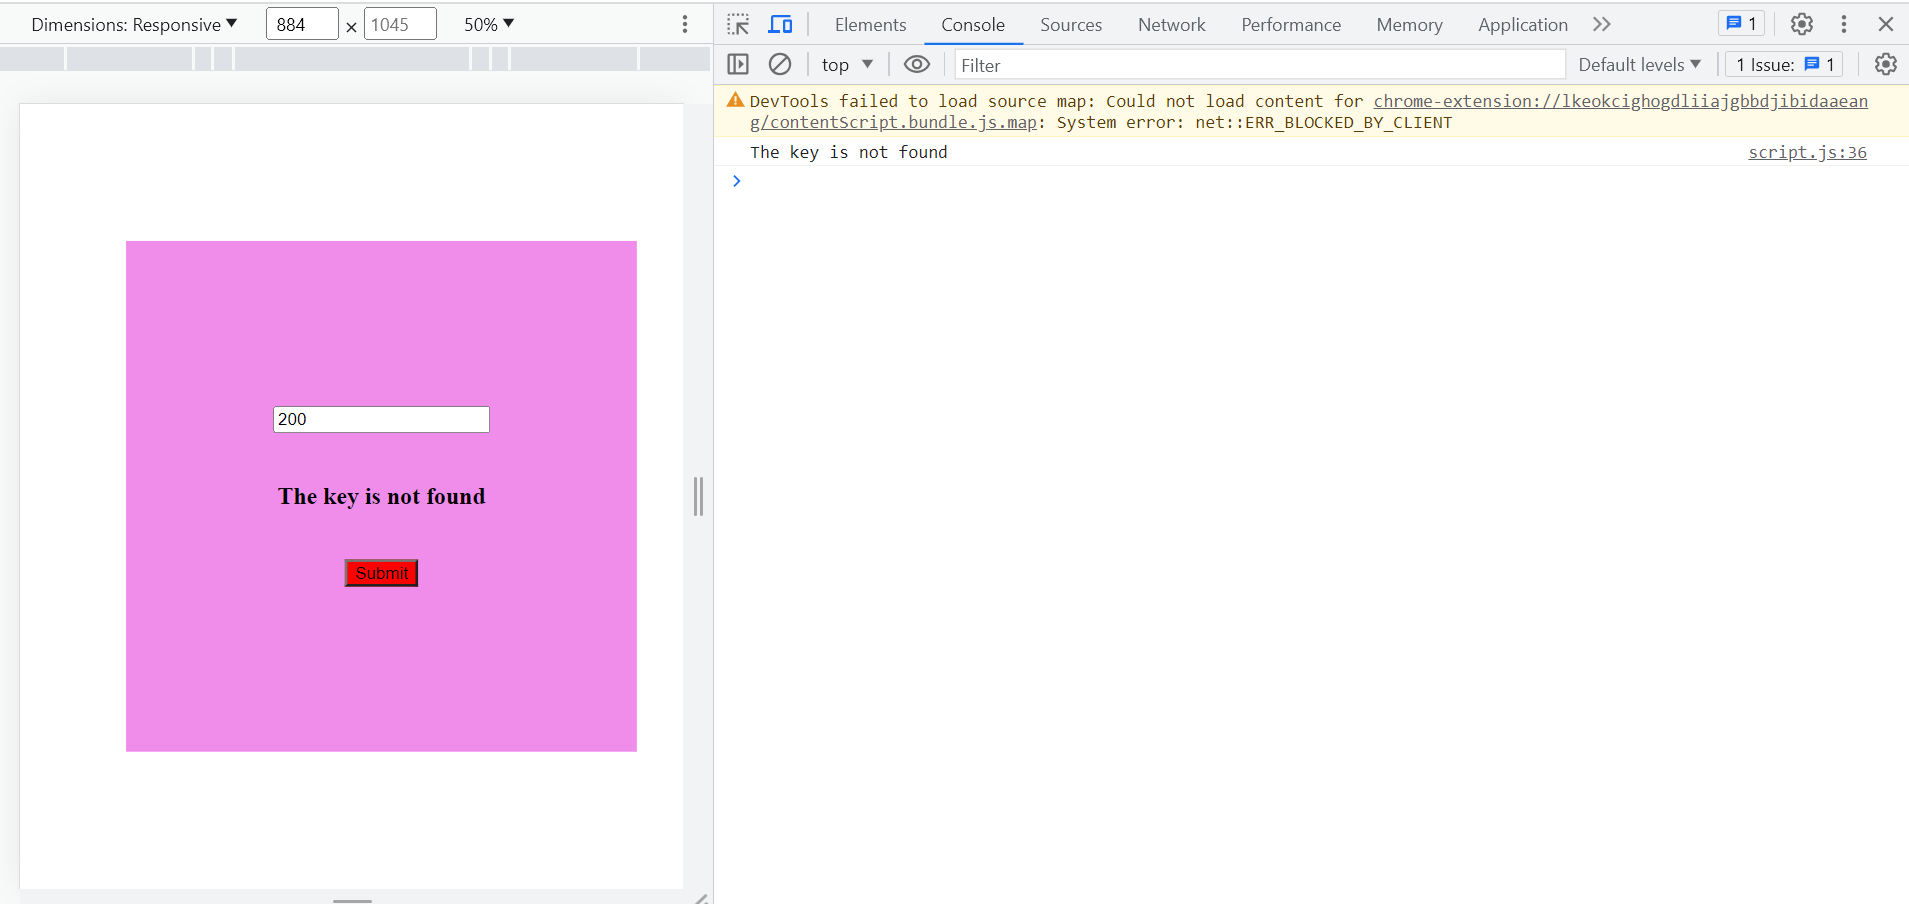 Dimensions: Responsive 884 × 1045 50%
Elements Console Sources Network Performance Memory Application 1
top Filter Default levels 1 Issue: 1
DevTools failed to load source map: Could not load content for chrome-extension://lkeokcighogdliiajgbbdjibidaaean
g/contentScript.bundle.js.map: System error: net::ERR_BLOCKED_BY_CLIENT
The key is not found script.js:36
200
The key is not found
Submit